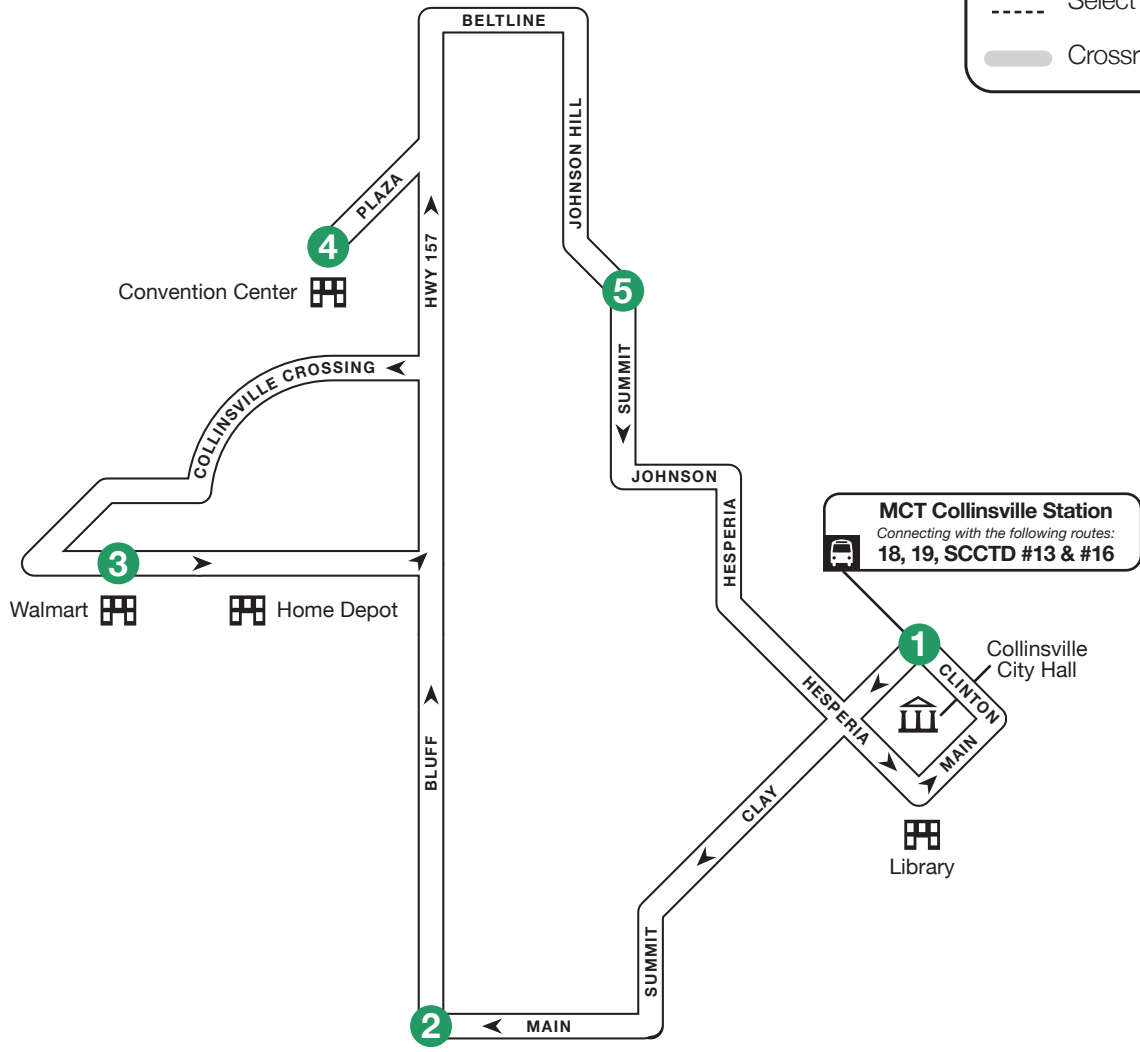 Select
BELTLINE
JOHNSON HILL
PLAZA
4
HWY 157
Convention Center
5
COLLINSVILLE CROSSING
SUMMIT
JOHNSON
HESPERIA
MCT Collinsville Station
Connecting with the following routes:
18, 19, SCCTD #13 & #16
3
Walmart
Home Depot
1
Collinsville
City Hall
CLINTON
HESPERIA
MAIN
BLUFF
CLAY
Library
SUMMIT
2
MAIN